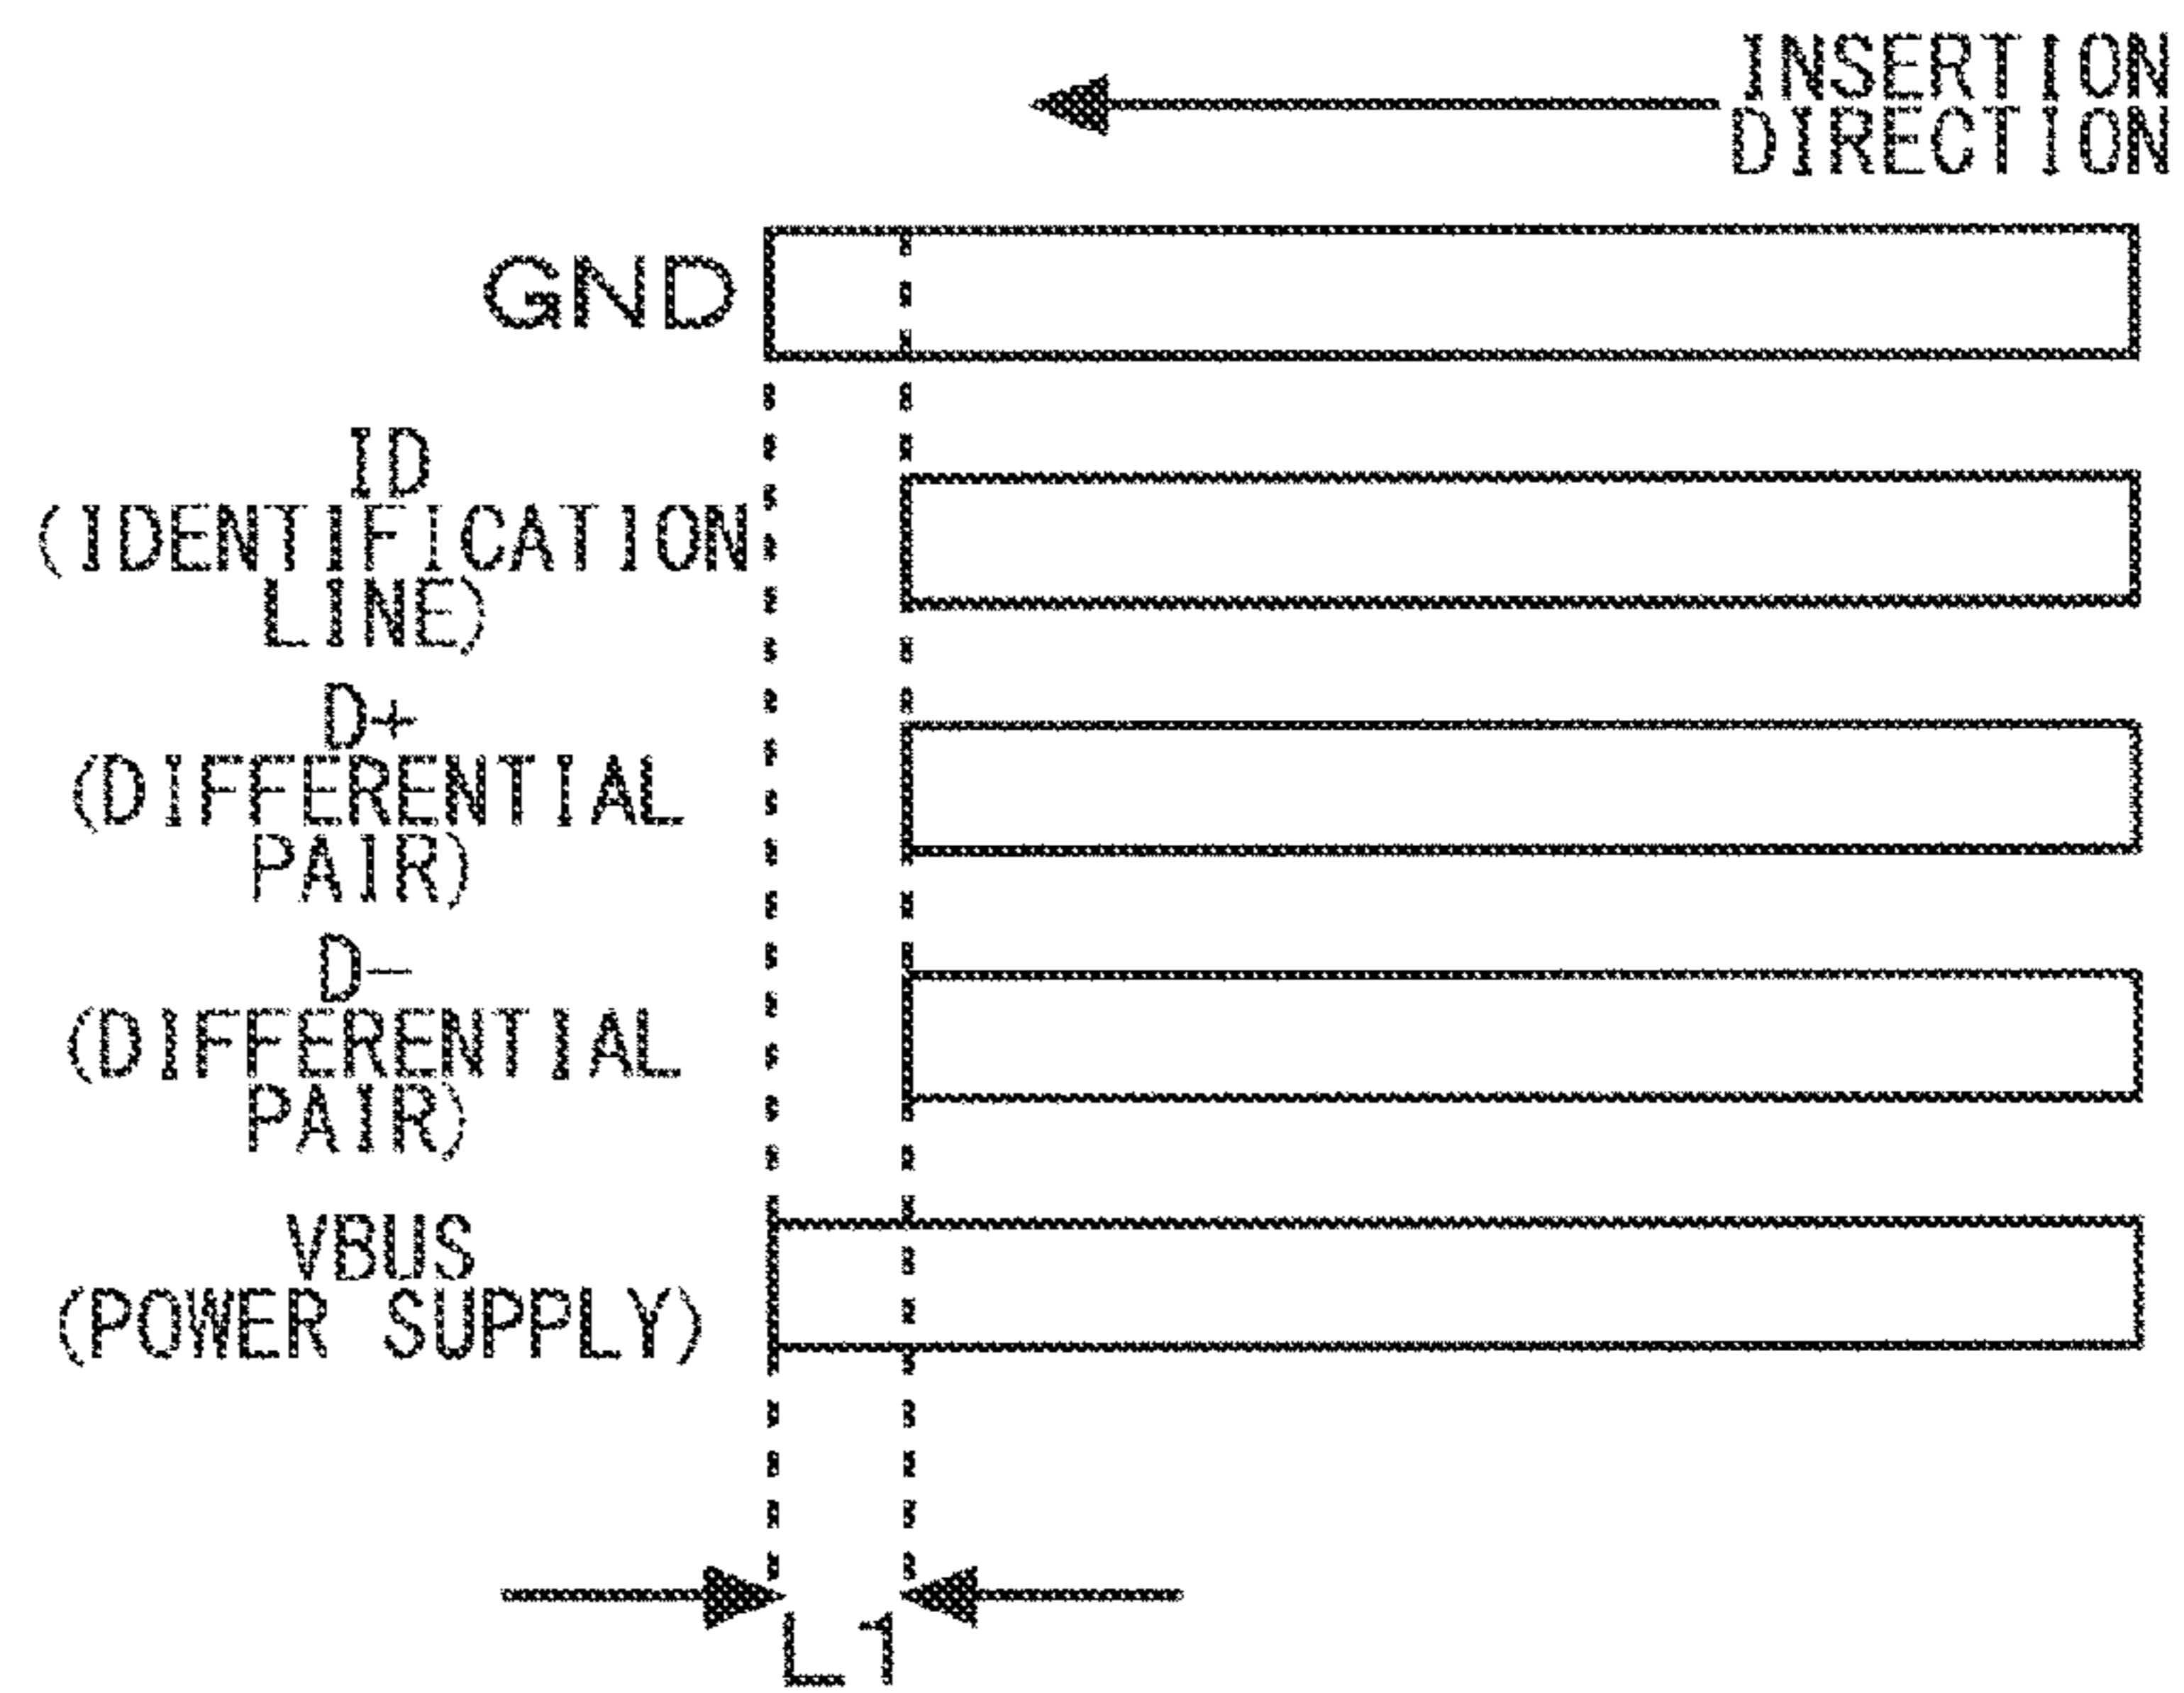 INSERTION
DIRECTION
GND
ID
(IDENTIFICATION
LINE)
D+
(DIFFERENTIAL
PAIR)
D-
(DIFFERENTIAL
PAIR)
VBUS
(POWER SUPPLY)
L1